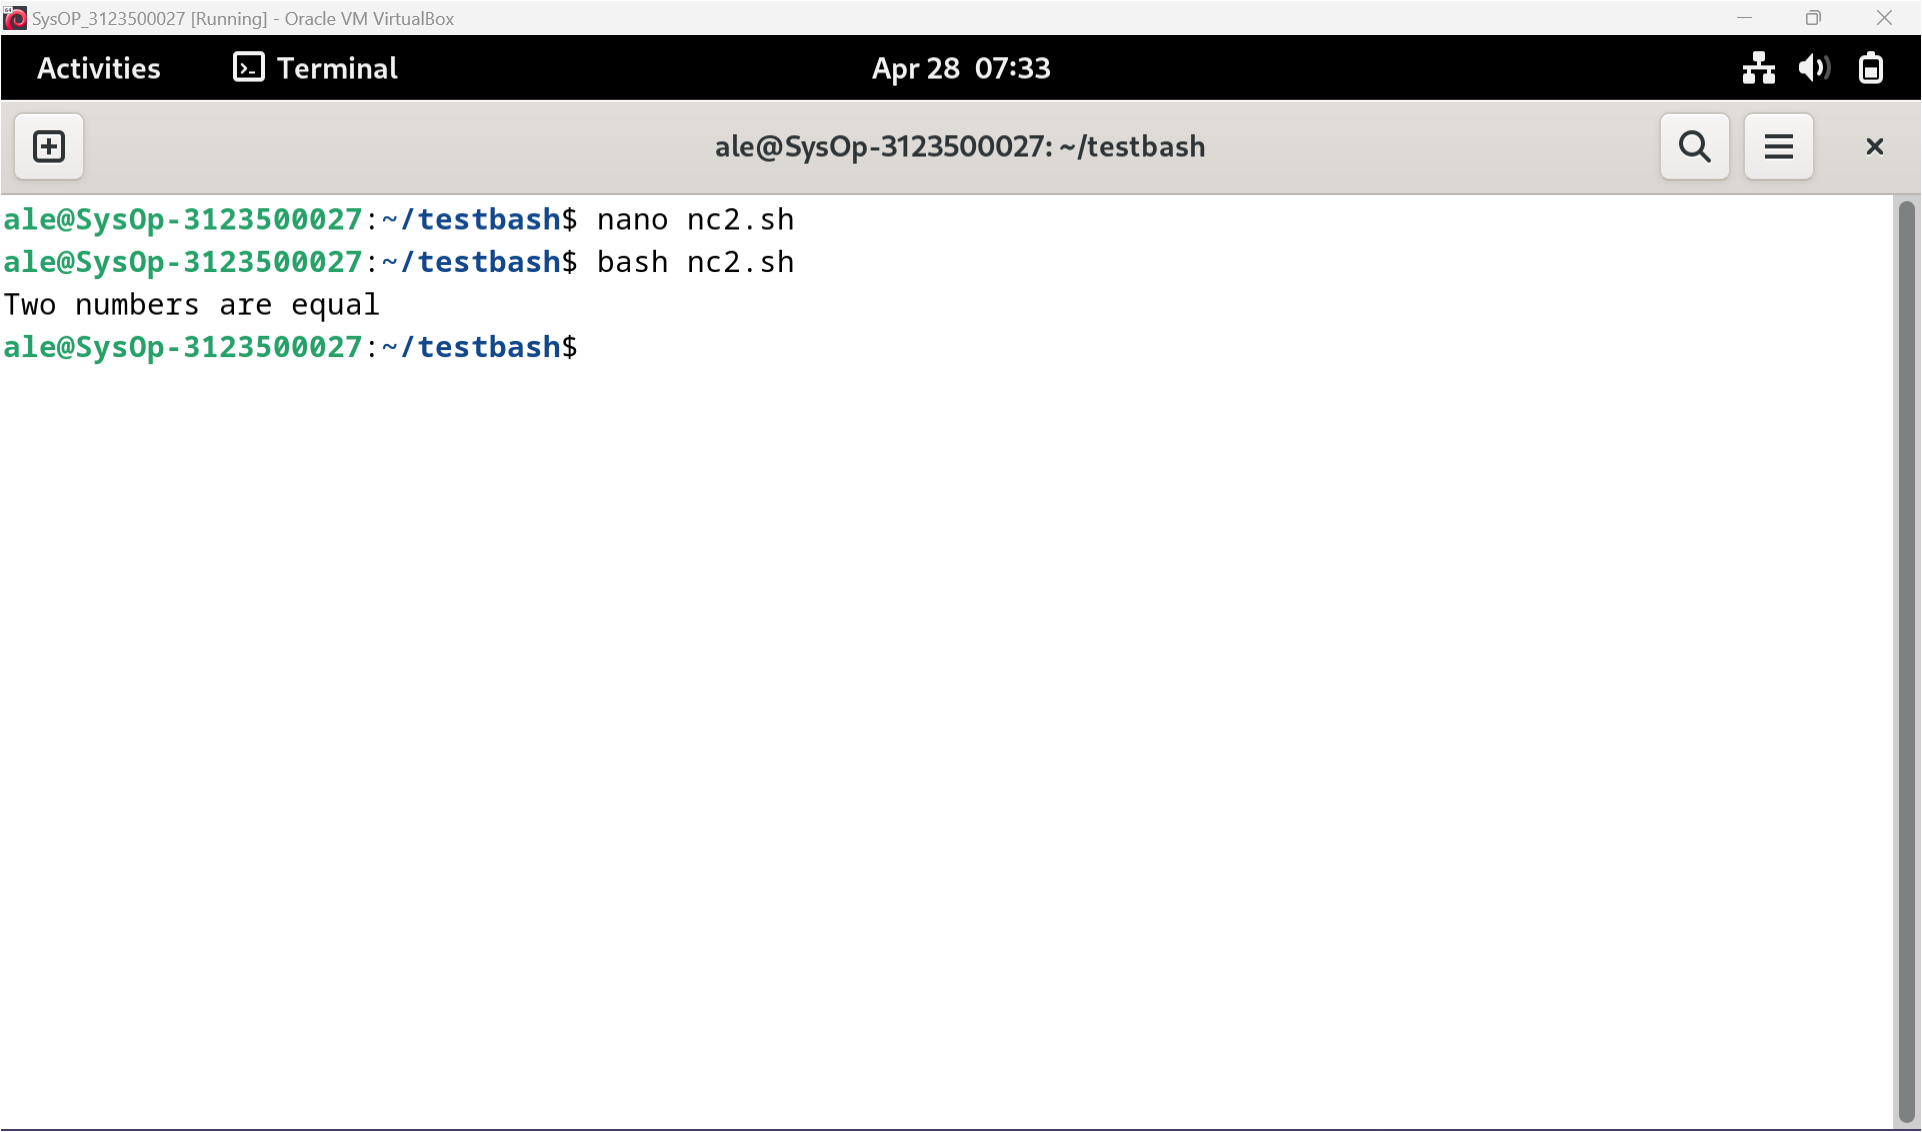 SysOP_3123500027 [Running] - Oracle VM VirtualBox
Activities Terminal Apr 28 07:33
ale@SysOp-3123500027: ~/testbash
ale@SysOp-3123500027:~/testbash$ nano nc2.sh
ale@SysOp-3123500027:~/testbash$ bash nc2.sh
Two numbers are equal
ale@SysOp-3123500027:~/testbash$